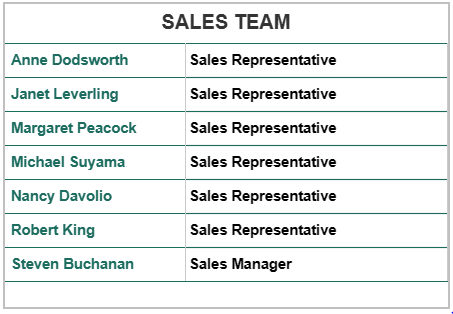 SALES TEAM
Anne Dodsworth Sales Representative
Janet Leverling Sales Representative
Margaret Peacock Sales Representative
Michael Suyama Sales Representative
Nancy Davolio Sales Representative
Robert King Sales Representative
Steven Buchanan Sales Manager